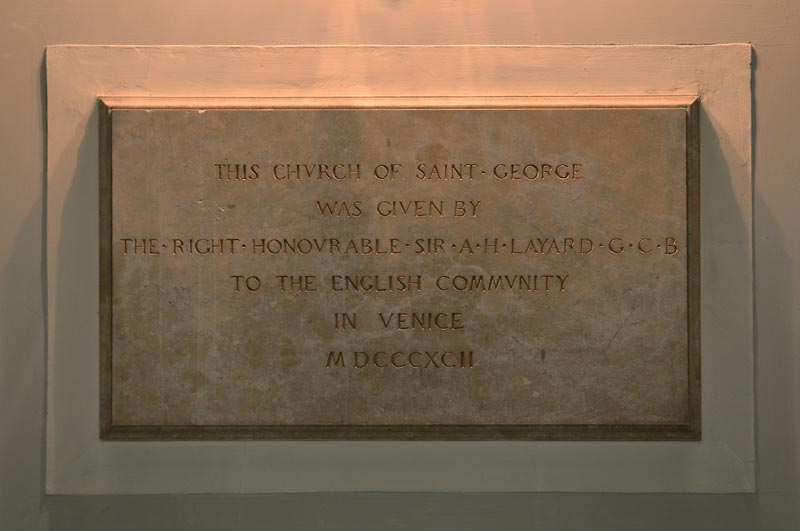 THIS CHVRCH OF SAINT·GEORGE
WAS GIVEN BY
THE·RIGHT·HONOVRABLE·SIR·A·H·LAYARD·G·C·B
TO THE ENGLISH COMMVNITY
IN VENICE
MDCCCXCII